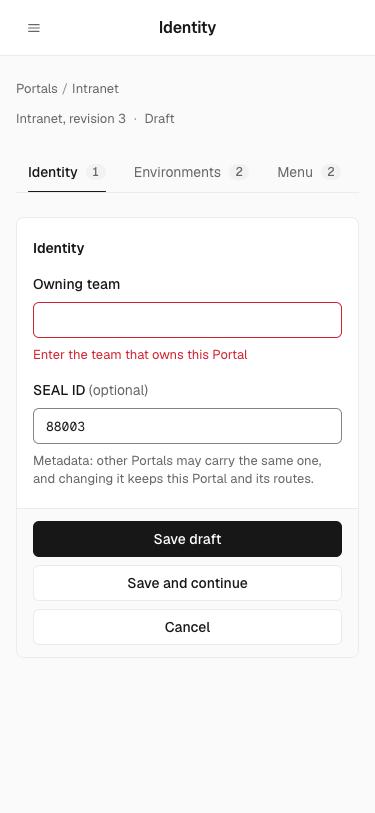 Identity
Portals / Intranet
Intranet, revision 3 · Draft
Identity 1 Environments 2 Menu 2
Identity
Owning team
Enter the team that owns this Portal
SEAL ID (optional)
88003
Metadata: other Portals may carry the same one,
and changing it keeps this Portal and its routes.
Save draft
Save and continue
Cancel